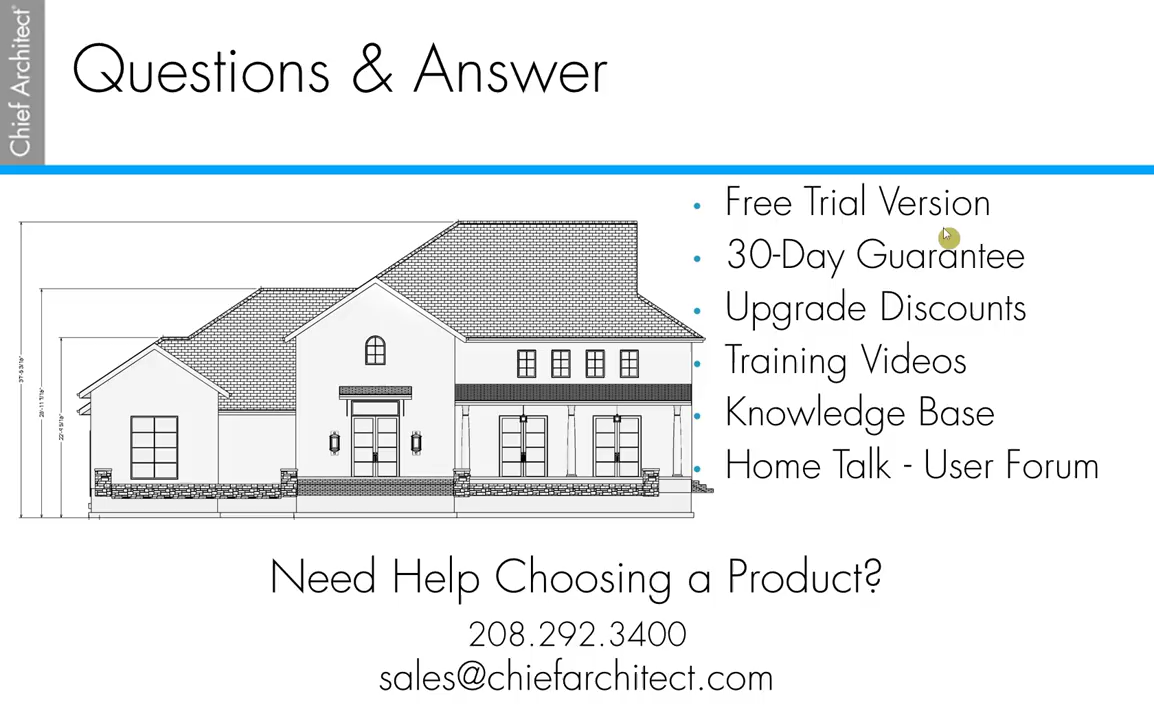 Chief Architect®
Questions & Answer
Free Trial Version
30-Day Guarantee
Upgrade Discounts
Training Videos
Knowledge Base
Home Talk - User Forum
Need Help Choosing a Product?
208.292.3400
sales@chiefarchitect.com